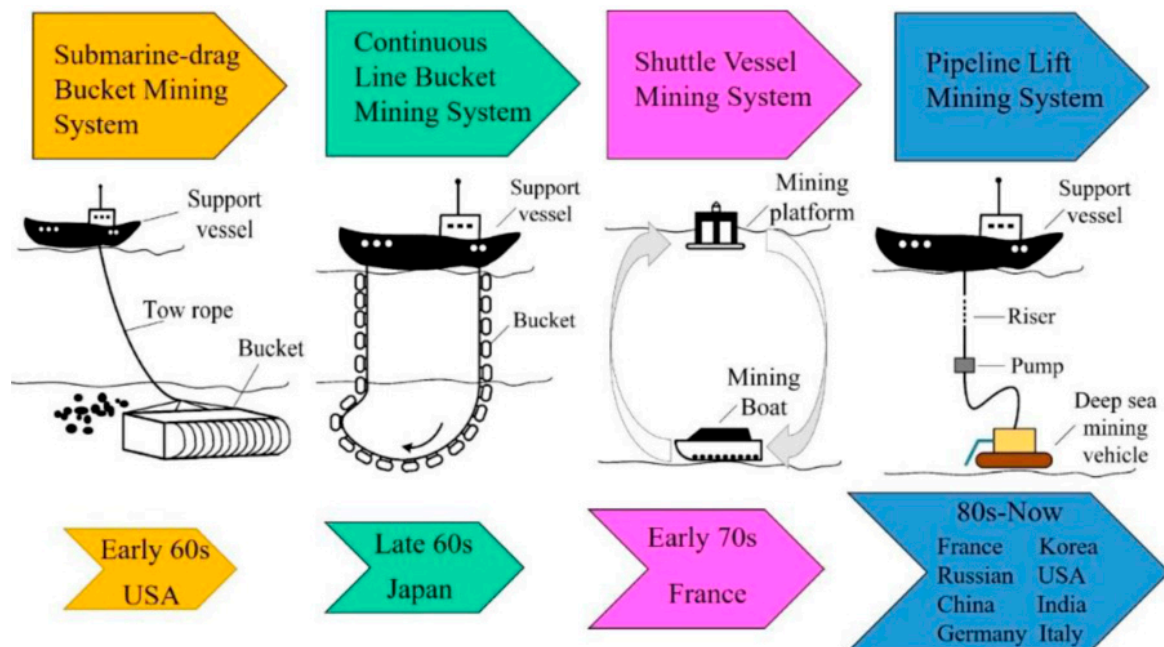 Submarine-drag
Bucket Mining
System
Continuous
Line Bucket
Mining System
Shuttle Vessel
Mining System
Pipeline Lift
Mining System
Support
vessel
Tow rope
Bucket
Support
vessel
Bucket
Mining
platform
Mining
Boat
Support
vessel
Riser
Pump
Deep sea
mining
vehicle
Early 60s
USA
Late 60s
Japan
Early 70s
France
80s-Now
France Korea
Russian USA
China India
Germany Italy